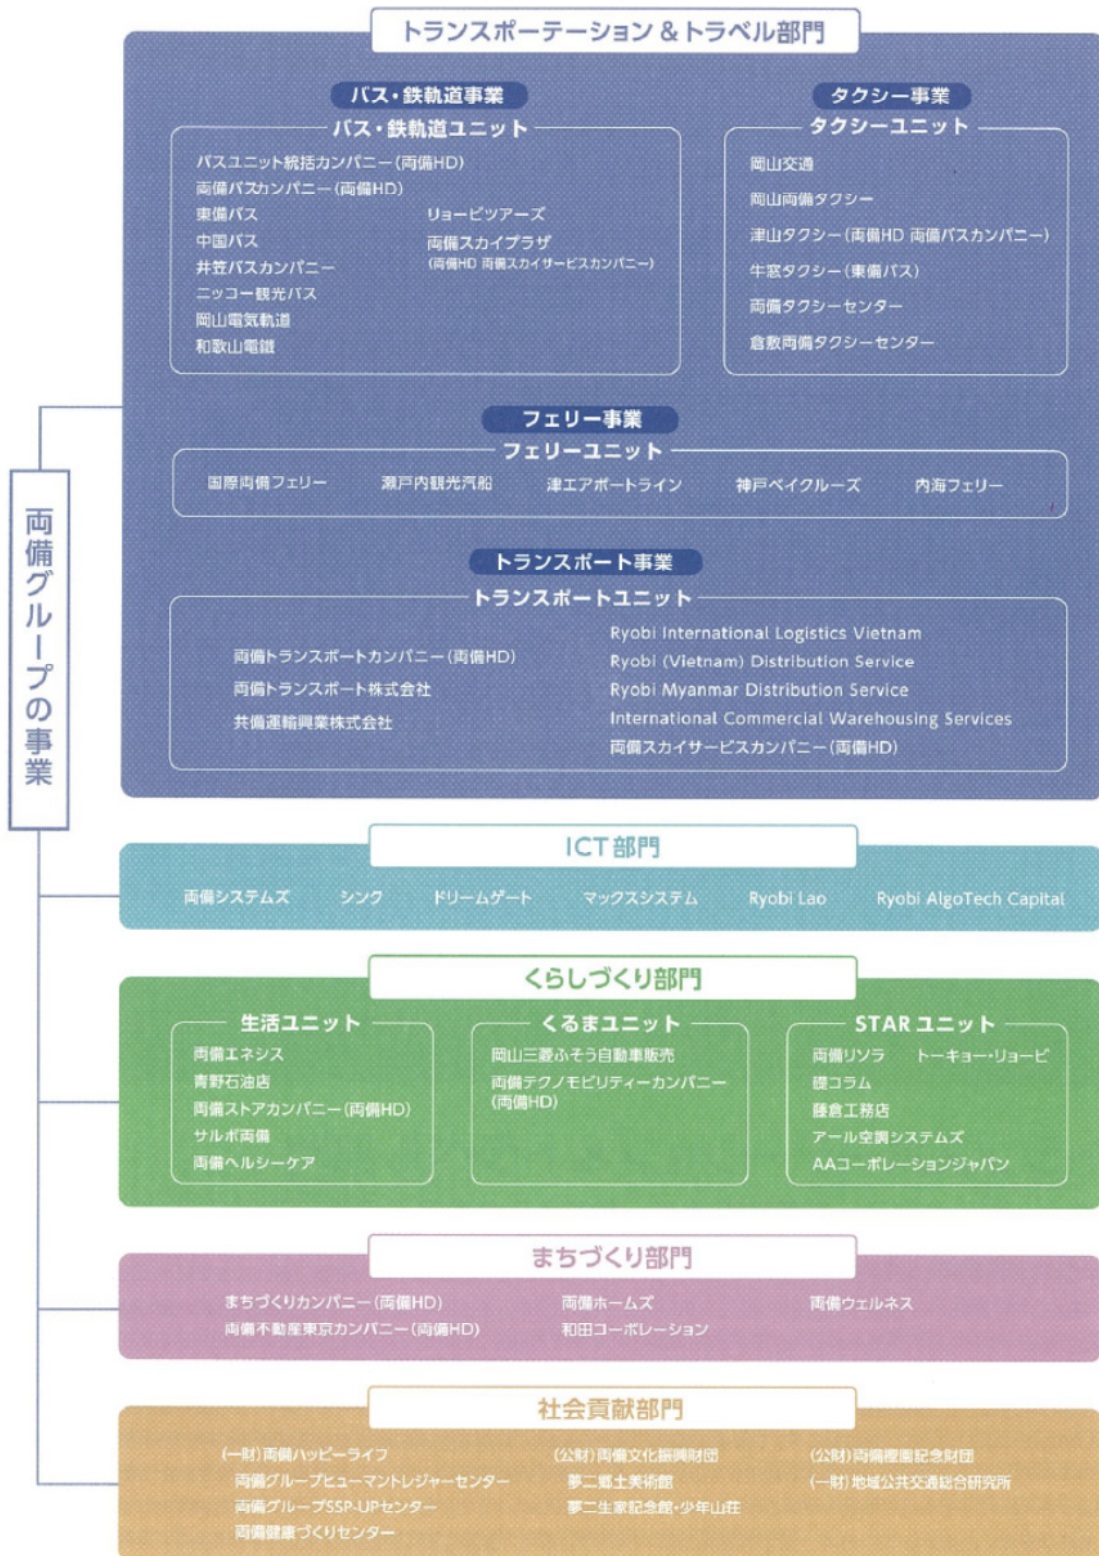 両備グループの事業
トランスポーテーション&トラベル部門
バス・鉄軌道事業
バス・鉄軌道ユニット
バスユニット統括カンパニー(両備HD)
両備バスカンパニー(両備HD)
東備バス
中国バス
井笠バスカンパニー
ニッコー観光バス
岡山電気軌道
和歌山電鐵
リョービツアーズ
両備スカイプラザ
(両備HD 両備スカイサービスカンパニー)
タクシー事業
タクシーユニット
岡山交通
岡山両備タクシー
津山タクシー(両備HD 両備バスカンパニー)
牛窓タクシー(東備バス)
両備タクシーセンター
倉敷両備タクシーセンター
フェリー事業
フェリーユニット
国際両備フェリー 瀬戸内観光汽船 津エアポートライン 神戸ベイクルーズ 内海フェリー
トランスポート事業
トランスポートユニット
両備トランスポートカンパニー(両備HD)
両備トランスポート株式会社
共備運輸興業株式会社
Ryobi International Logistics Vietnam
Ryobi (Vietnam) Distribution Service
Ryobi Myanmar Distribution Service
International Commercial Warehousing Services
両備スカイサービスカンパニー(両備HD)
ICT部門
両備システムズ シンク ドリームゲート マックスシステム Ryobi Lao Ryobi AlgoTech Capital
くらしづくり部門
生活ユニット
両備エネシス
青野石油店
両備ストアカンパニー(両備HD)
サルボ両備
両備ヘルシーケア
くるまユニット
岡山三菱ふそう自動車販売
両備テクノモビリティーカンパニー
(両備HD)
STARユニット
両備リソラ トーキョー・リョービ
礎コラム
藤倉工務店
アール空調システムズ
AAコーポレーションジャパン
まちづくり部門
まちづくりカンパニー(両備HD) 両備ホームズ 両備ウェルネス
両備不動産東京カンパニー(両備HD) 和田コーポレーション
社会貢献部門
(一財)両備ハッピーライフ
両備グループヒューマントレジャーセンター
両備グループSSP-UPセンター
両備健康づくりセンター
(公財)両備文化振興財団
夢二郷土美術館
夢二生家記念館・少年山荘
(公財)両備檉園記念財団
(一財)地域公共交通総合研究所